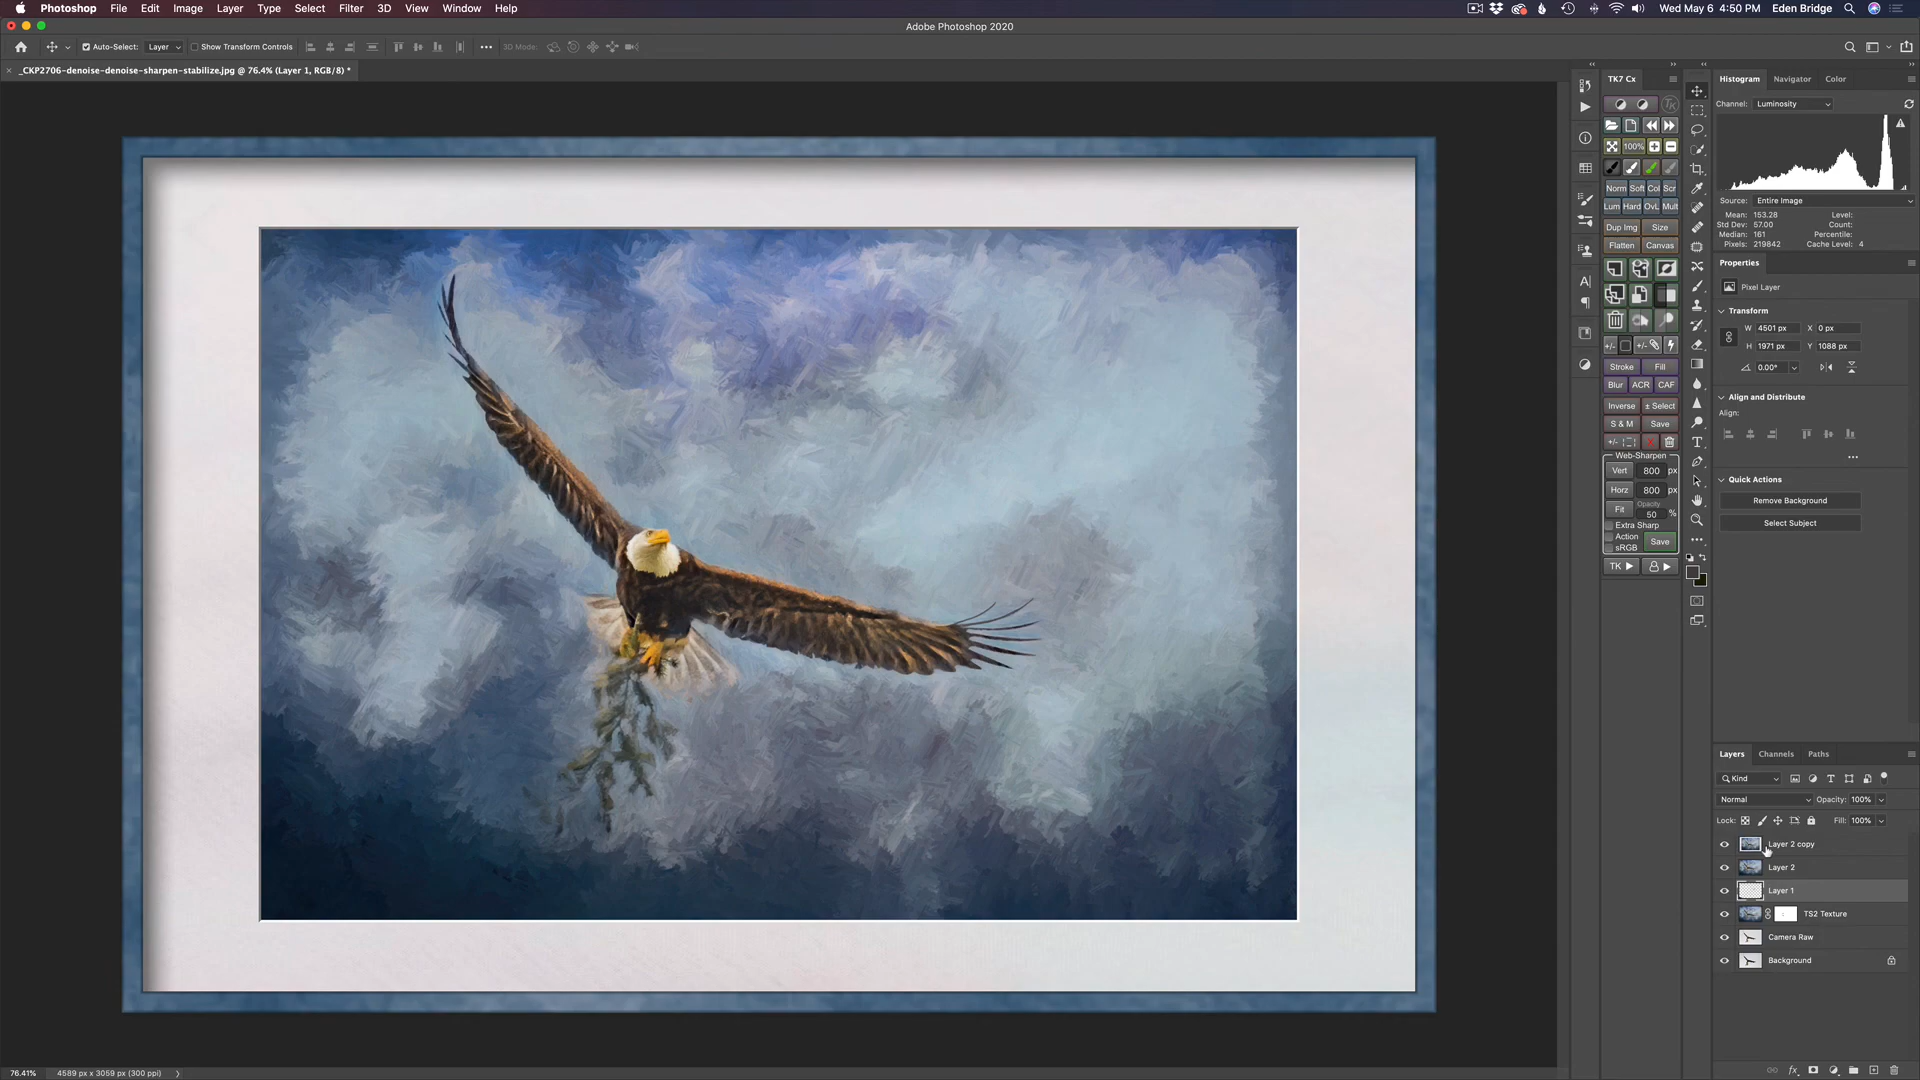 Photoshop File Edit Image Layer Type Select Filter 3D View Window Help
Wed May 6 4:50 PM Eden Bridge
Adobe Photoshop 2020
Auto-Select: Layer Show Transform Controls 3D Mode:
_CKP2706-denoise-denoise-sharpen-stabilize.jpg @ 76.4% (Layer 1, RGB/8) *
TK7 Cx
TK
100%
Norm Soft Col Scr
Lum Hard OvL Mult
Dup Img Size
Flatten Canvas
+/- +/-
Stroke Fill
Blur ACR CAF
Inverse ± Select
S & M Save
+/- X
Web-Sharpen
Vert 800 px
Horz 800 px
Opacity
Fit 50 %
Extra Sharp
Action
sRGB
Save
TK
Histogram Navigator Color
Channel: Luminosity
Source: Entire Image
Mean: 153.28 Level:
Std Dev: 57.00 Count:
Median: 161 Percentile:
Pixels: 219842 Cache Level: 4
Properties
Pixel Layer
Transform
W 4501 px X 0 px
H 1971 px Y 1088 px
0.00°
Align and Distribute
Align:
Quick Actions
Remove Background
Select Subject
Layers Channels Paths
Kind
Normal Opacity: 100%
Lock: Fill: 100%
Layer 2 copy
Layer 2
Layer 1
TS2 Texture
Camera Raw
Background
fx
76.41% 4589 px x 3059 px (300 ppi)